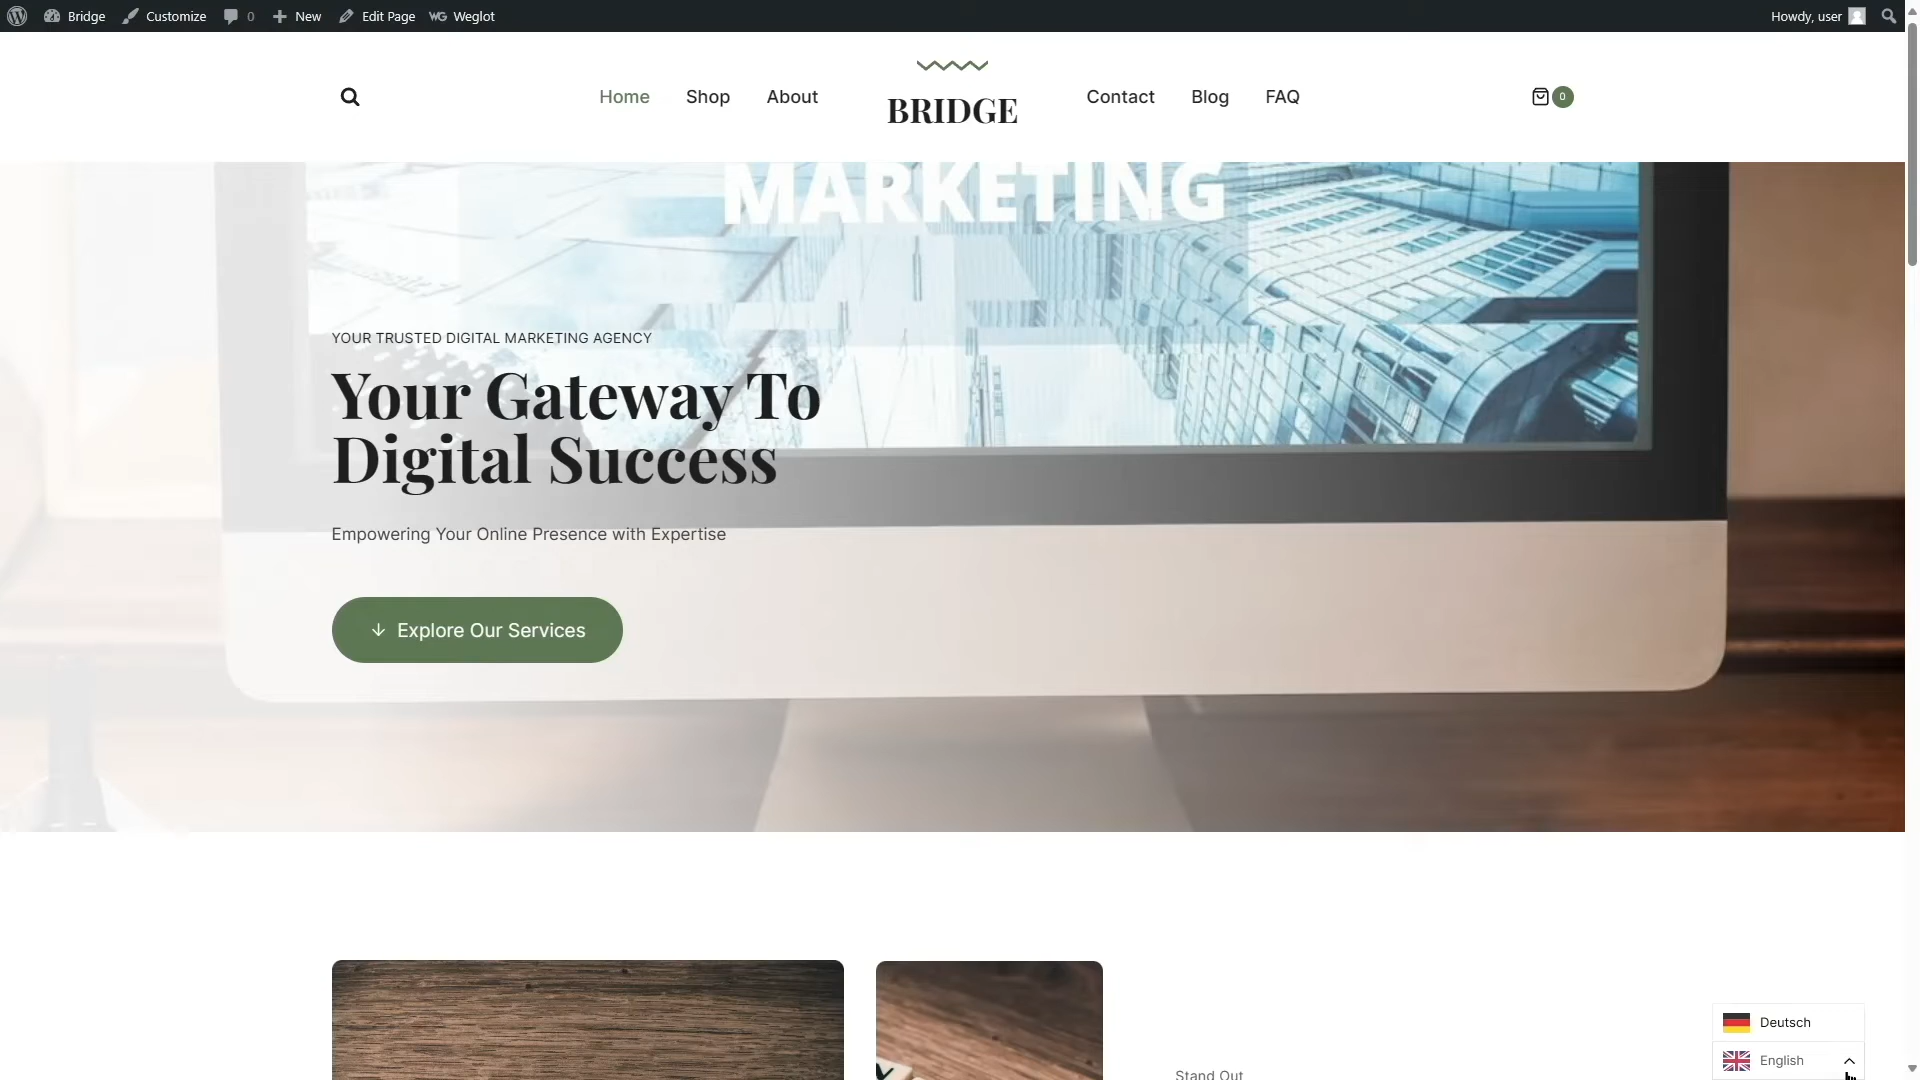 Bridge
Customize
0
New
Edit Page
Weglot
Howdy, user
Home
Shop
About
BRIDGE
Contact
Blog
FAQ
0
MARKETING
YOUR TRUSTED DIGITAL MARKETING AGENCY
Your Gateway To
Digital Success
Empowering Your Online Presence with Expertise
Explore Our Services
Stand Out
Deutsch
English